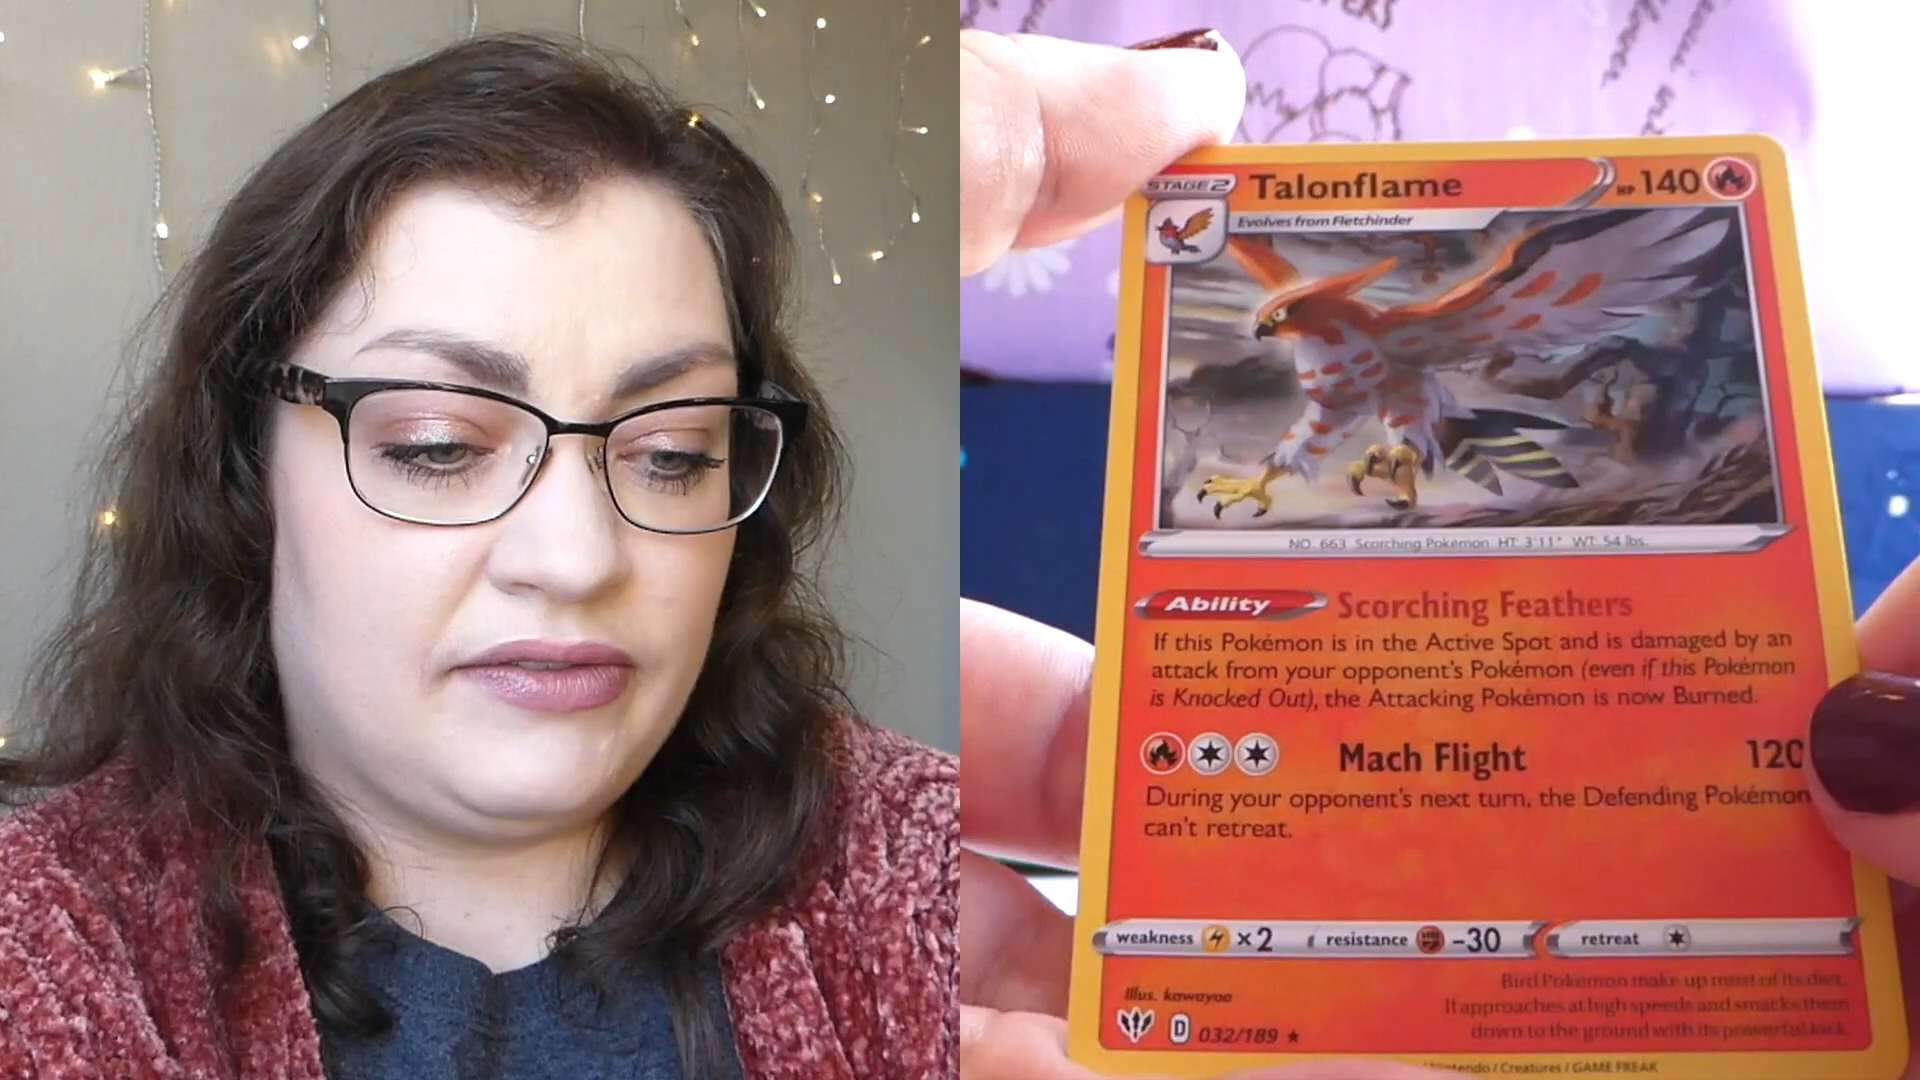 STAGE 2
Talonflame
HP 140
Evolves from Fletchinder
NO. 663 Scorching Pokémon HT: 3'11" WT: 54 lbs.
Ability Scorching Feathers
If this Pokémon is in the Active Spot and is damaged by an
attack from your opponent's Pokémon (even if this Pokémon
is Knocked Out), the Attacking Pokémon is now Burned.
Mach Flight 120
During your opponent's next turn, the Defending Pokémon
can't retreat.
weakness ×2 resistance -30 retreat
Illus. kawayoo
Bird Pokémon make up most of its diet.
It approaches at high speeds and smacks them
down to the ground with its powerful kick.
D 032/189 ★
Nintendo / Creatures / GAME FREAK